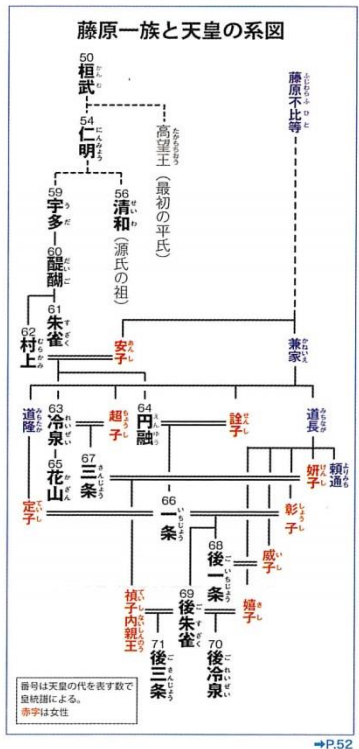 藤原一族と天皇の系図
50
桓武
かんむ
54
仁明
にんみょう
高望王（最初の平氏）
たかもちおう
藤原不比等
ふじわらふひと
59
宇多
うだ
56
清和（源氏の祖）
せいわ
60
醍醐
だいご
61
朱雀
すざく
62
村上
むらかみ
安子
あんし
兼家
かねいえ
道隆
みちたか
63
冷泉
れいぜい
超子
ちょうし
64
円融
えんゆう
詮子
せんし
道長
みちなが
頼通
よりみち
65
花山
かざん
67
三条
さんじょう
妍子
けんし
定子
ていし
66
一条
いちじょう
彰子
しょうし
威子
いし
68
後一条
ごいちじょう
嬉子
きし
禎子内親王
ていしないしんのう
69
後朱雀
ごすざく
71
後三条
ごさんじょう
70
後冷泉
ごれいぜい
番号は天皇の代を表す数で
皇統譜による。
赤字は女性
➡P.52